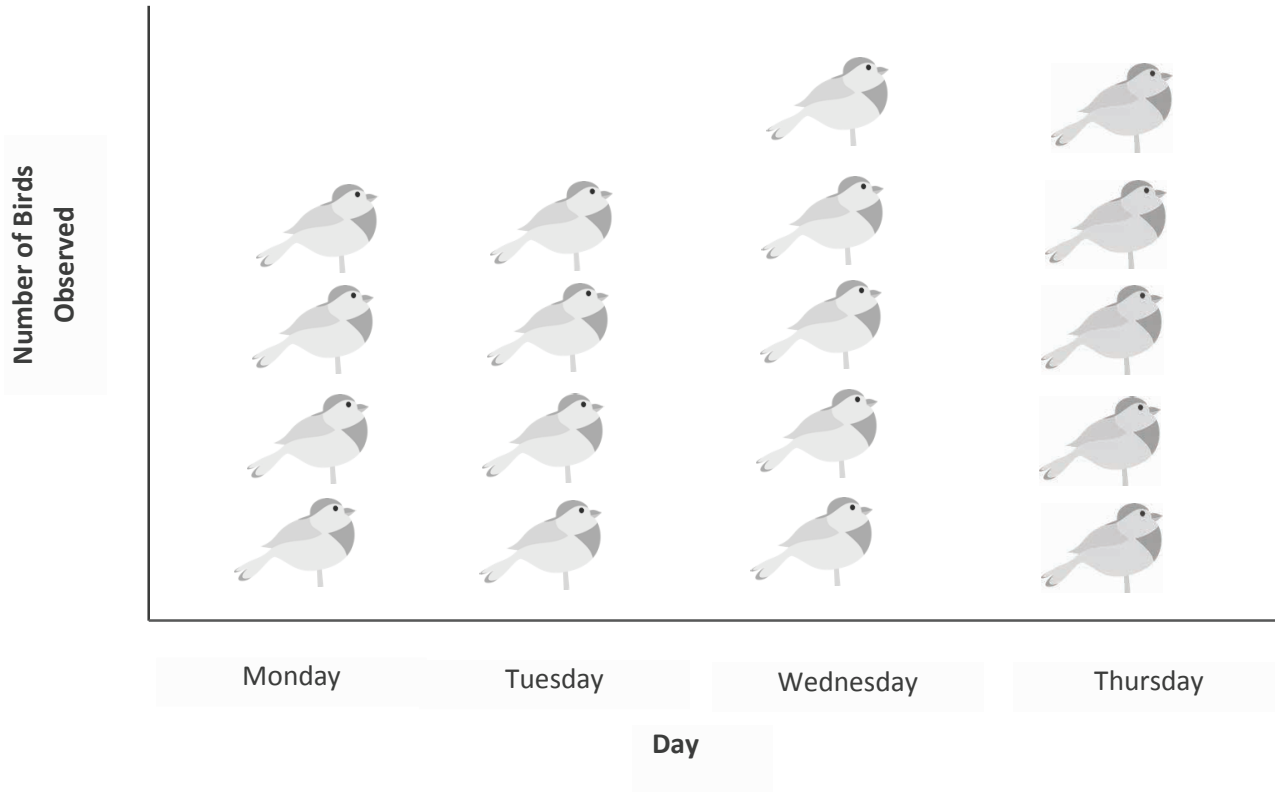 Number of Birds
Observed
Monday
Tuesday
Wednesday
Thursday
Day